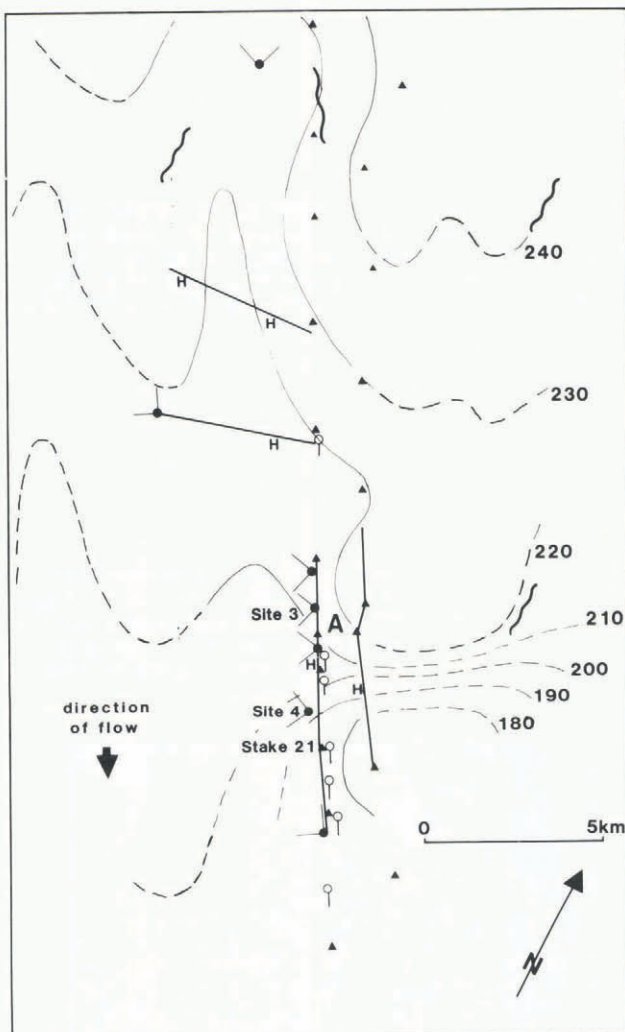 240
H
H
230
H
220
210
Site 3
A
200
H
H
190
Site 4
180
direction
of flow
Stake 21
0
5km
N